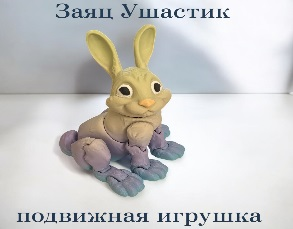 Заяц Ушастик
подвижная игрушка